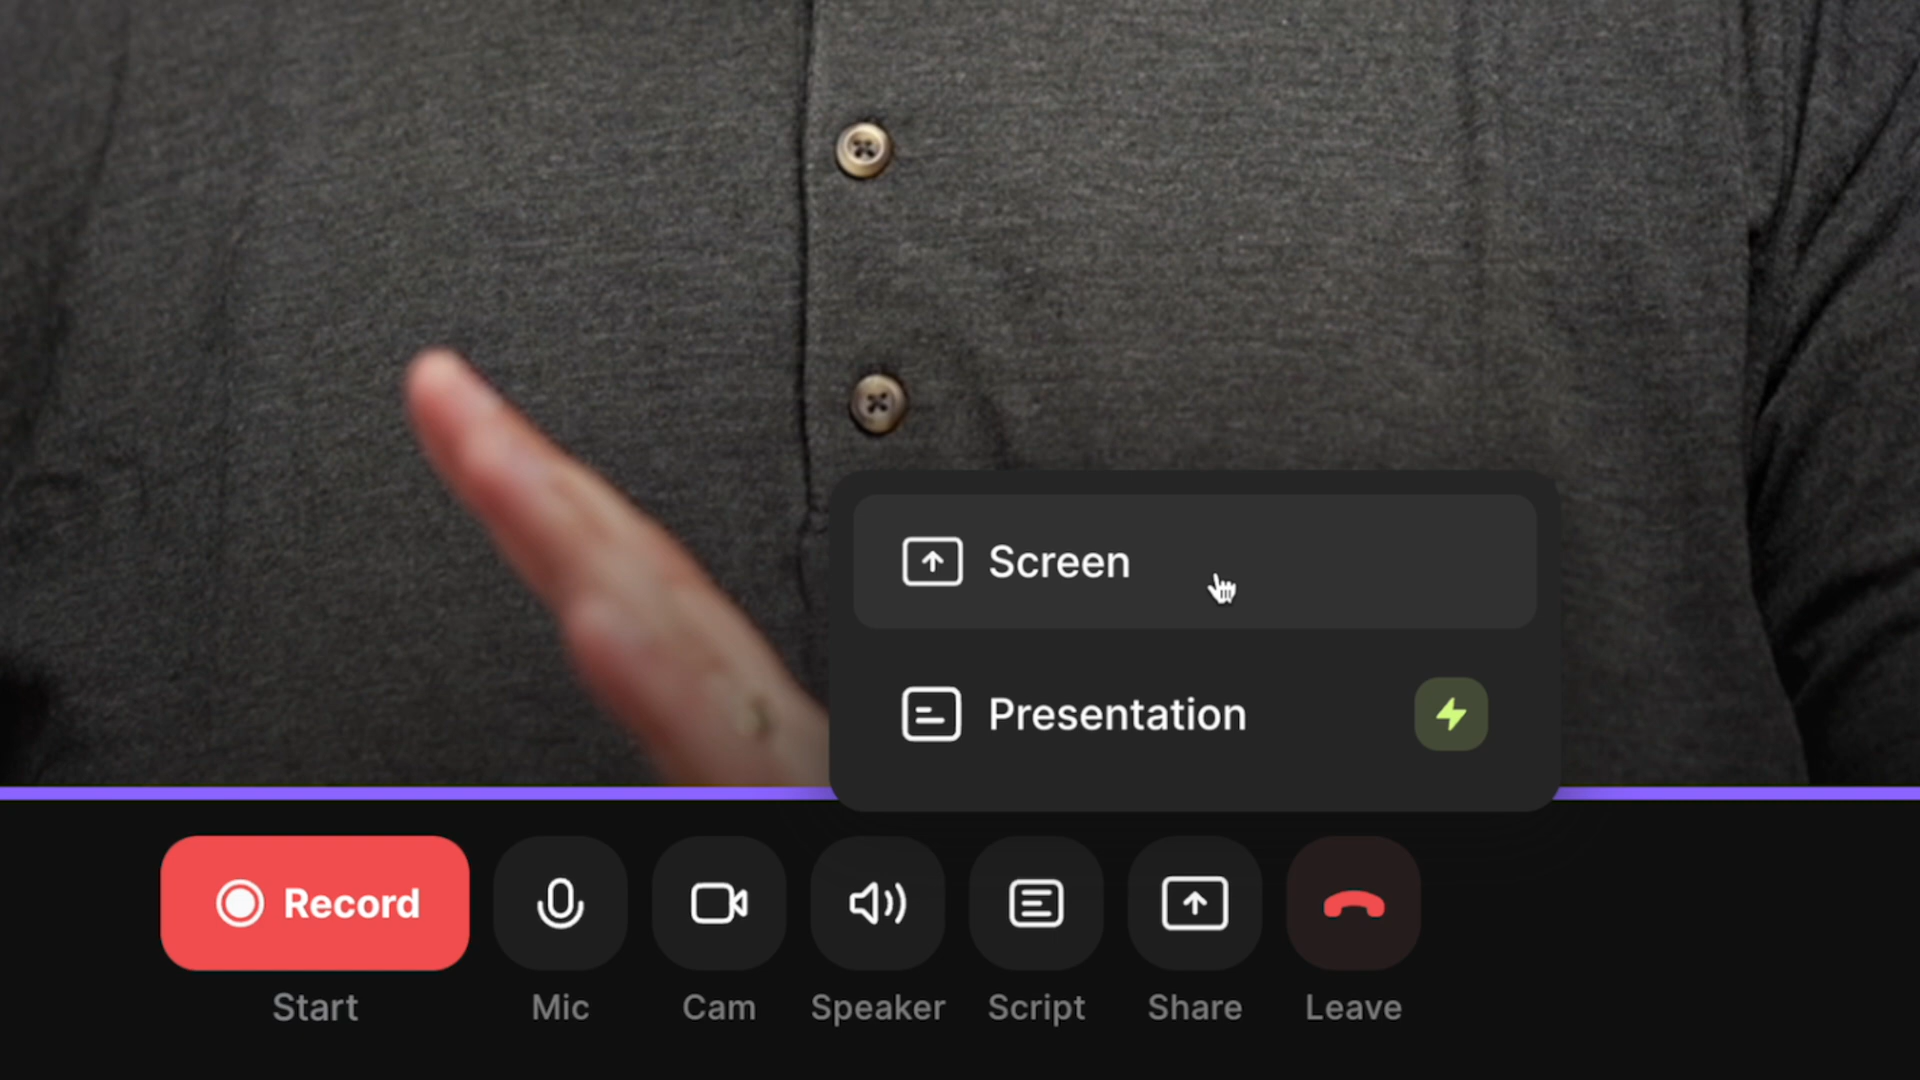 Screen
Presentation
Record
Start
Mic
Cam
Speaker
Script
Share
Leave